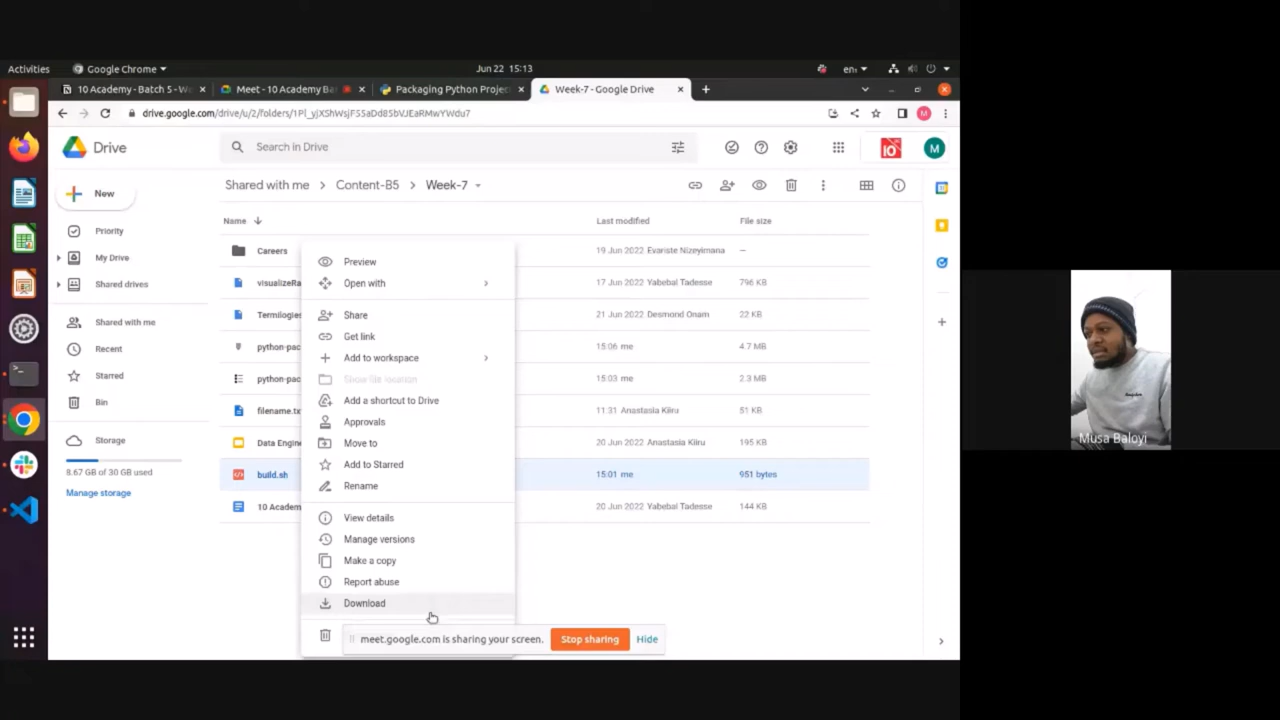 Activities Google Chrome Jun 22 15:13 en
10 Academy - Batch 5 - W Meet - 10 Academy Ba Packaging Python Projec Week-7 - Google Drive
Drive Search in Drive 10 M
New Shared with me Content-B5 Week-7
Name Last modified File size
Priority
My Drive
Shared drives
Shared with me
Recent
Starred
Bin
Storage
8.67 GB of 30 GB used
Manage storage
Careers 19 Jun 2022 Evariste Nizeyimana –
visualizeRa 17 Jun 2022 Yabebal Tadesse 796 KB
Termilogies 21 Jun 2022 Desmond Onam 22 KB
python-pac 15:06 me 4.7 MB
python-pac 15:03 me 2.3 MB
filename.tx 11:31 Anastasia Kiiru 51 KB
Data Engine 20 Jun 2022 Anastasia Kiiru 195 KB
build.sh 15:01 me 951 bytes
10 Academ 20 Jun 2022 Yabebal Tadesse 144 KB
Preview
Open with
Share
Get link
Add to workspace
Show file location
Add a shortcut to Drive
Approvals
Move to
Add to Starred
Rename
View details
Manage versions
Make a copy
Report abuse
Download
meet.google.com is sharing your screen. Stop sharing Hide
Musa Baloyi